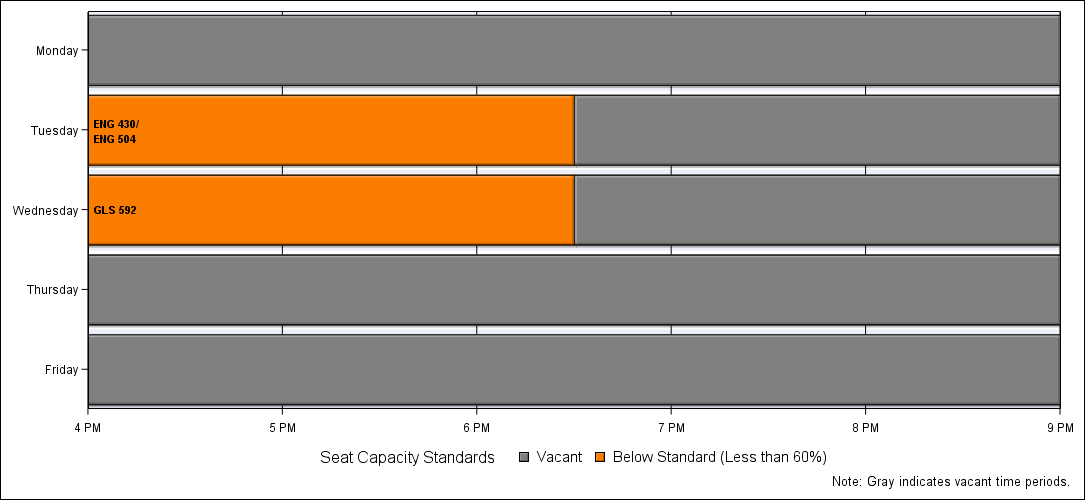 Monday
Tuesday
ENG 430/
ENG 504
Wednesday
GLS 592
Thursday
Friday
4 PM 5 PM 6 PM 7 PM 8 PM 9 PM
Seat Capacity Standards Vacant Below Standard (Less than 60%)
Note: Gray indicates vacant time periods.